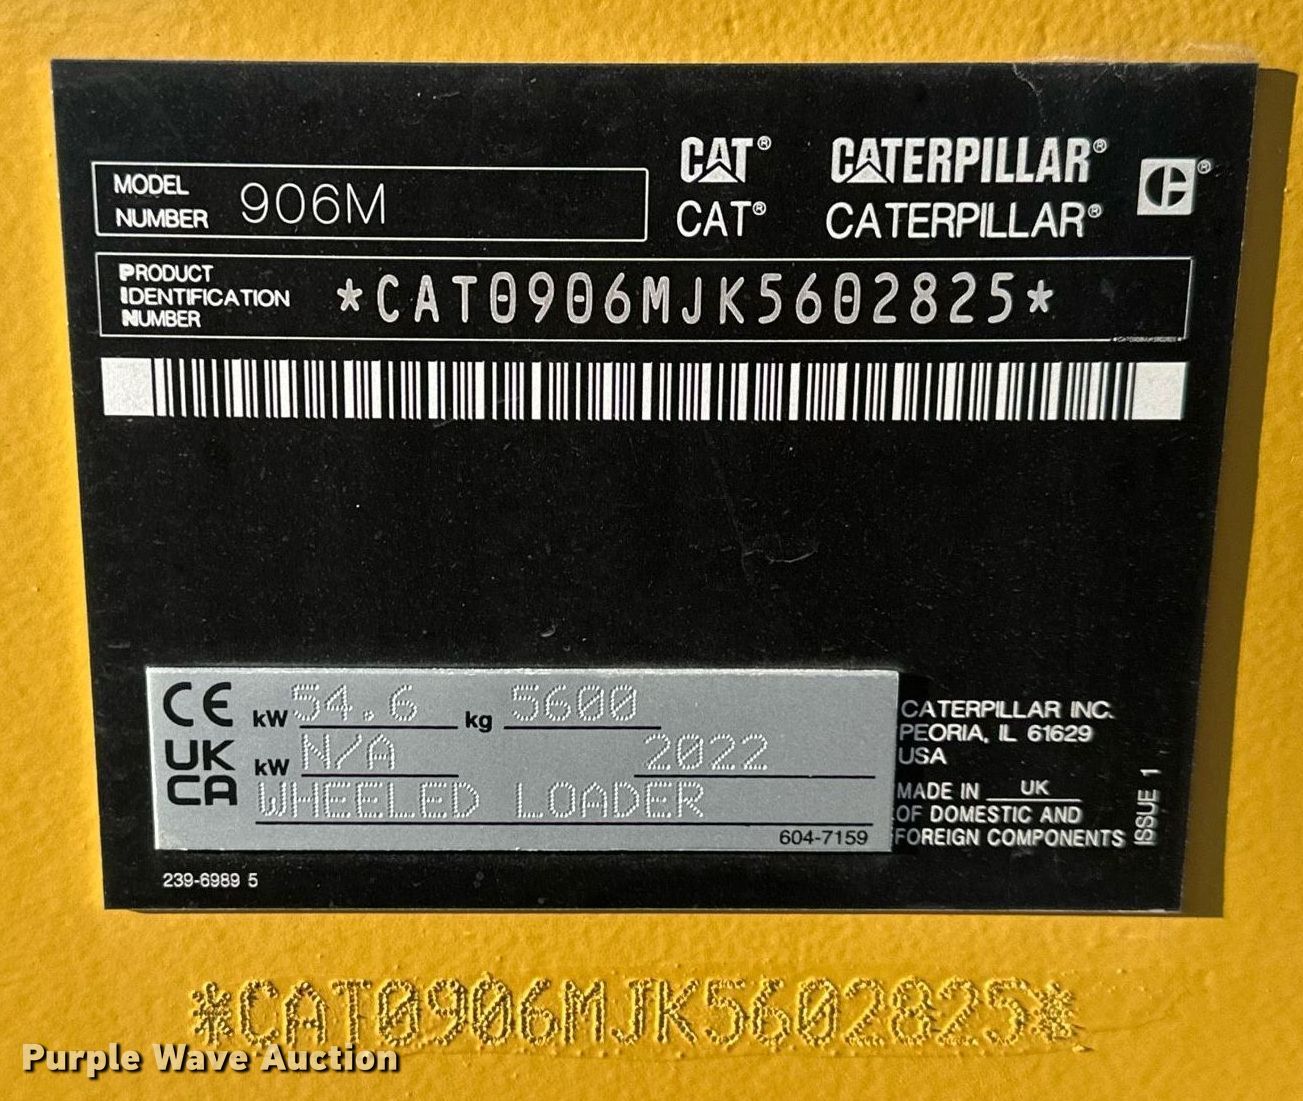 CAT® CATERPILLAR®
CAT® CATERPILLAR®
MODEL NUMBER 906M
PRODUCT IDENTIFICATION NUMBER *CAT0906MJK5602825*
CE kW 54.6 kg 5600
UK CA kW N/A 2022
WHEELED LOADER
604-7159
CATERPILLAR INC.
PEORIA, IL 61629
USA
MADE IN UK
OF DOMESTIC AND
FOREIGN COMPONENTS
ISSUE 1
239-6989 5
*CAT0906MJK5602825*
Purple Wave Auction